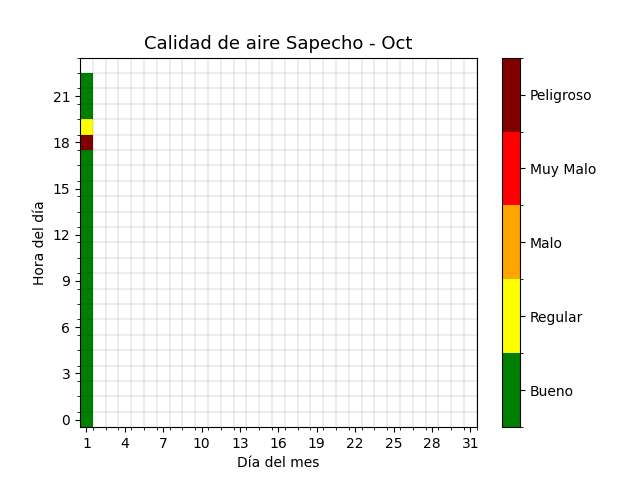 Calidad de aire Sapecho - Oct
Hora del día
21
18
15
12
9
6
3
0
1 4 7 10 13 16 19 22 25 28 31
Día del mes
Peligroso
Muy Malo
Malo
Regular
Bueno